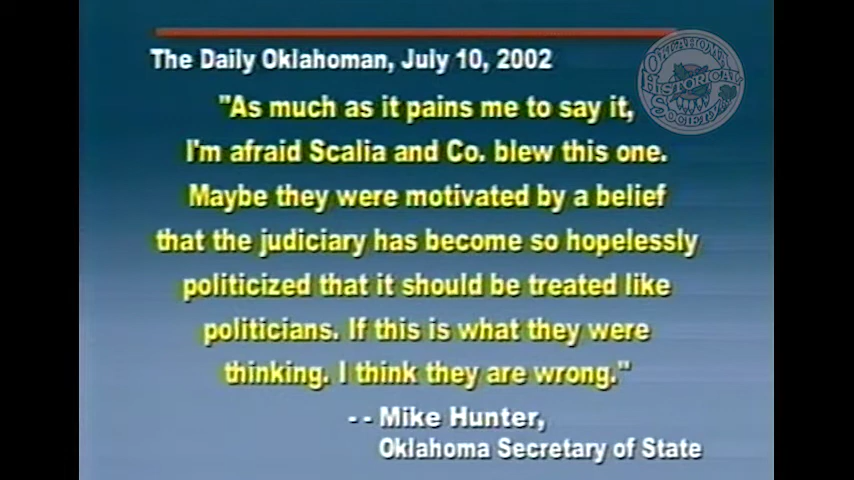 The Daily Oklahoman, July 10, 2002
OKLAHOMA
HISTORICAL
SOCIETY
"As much as it pains me to say it,
I'm afraid Scalia and Co. blew this one.
Maybe they were motivated by a belief
that the judiciary has become so hopelessly
politicized that it should be treated like
politicians. If this is what they were
thinking. I think they are wrong."
-- Mike Hunter,
Oklahoma Secretary of State